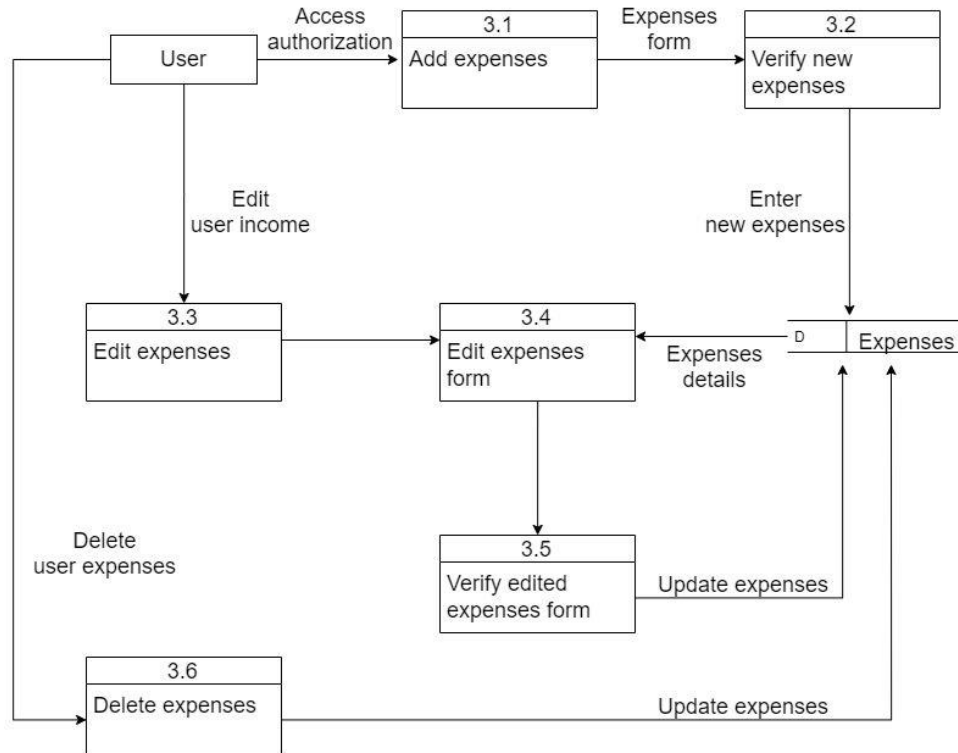 Access
authorization
User
3.1
Add expenses
Expenses
form
3.2
Verify new
expenses
Edit
user income
Enter
new expenses
3.3
Edit expenses
3.4
Edit expenses
form
Expenses
details
D
Expenses
Delete
user expenses
3.5
Verify edited
expenses form
Update expenses
3.6
Delete expenses
Update expenses